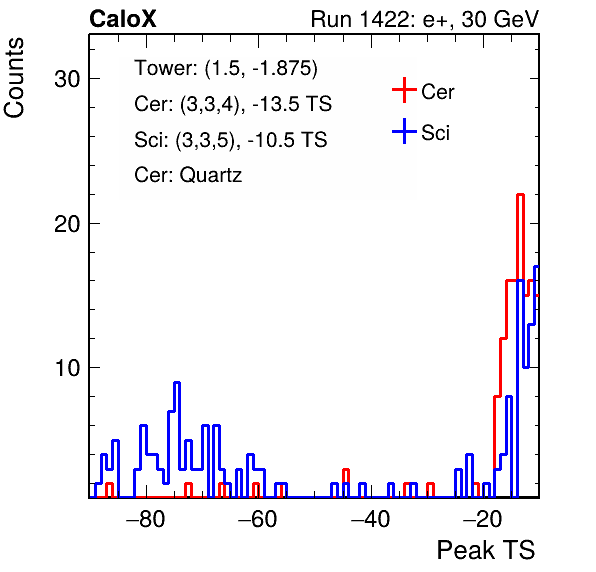 CaloX Run 1422: e+, 30 GeV
Counts
Tower: (1.5, -1.875)
Cer: (3,3,4), -13.5 TS
Sci: (3,3,5), -10.5 TS
Cer: Quartz
Cer
Sci
30
20
10
−80 −60 −40 −20
Peak TS